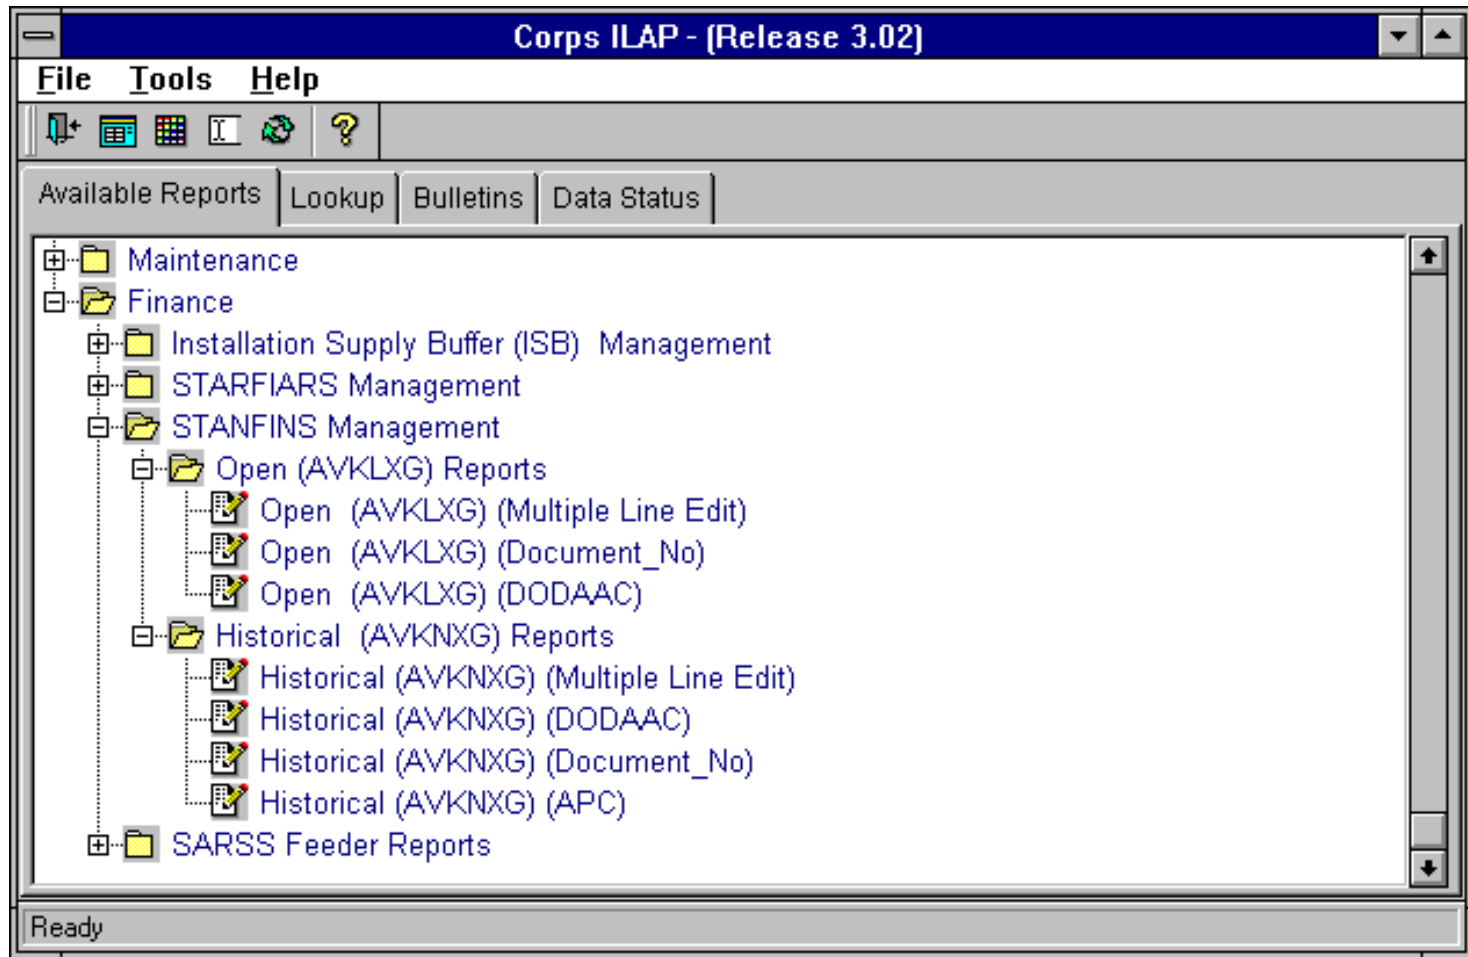 Corps ILAP - (Release 3.02)
File Tools Help
Available Reports Lookup Bulletins Data Status
Maintenance
Finance
Installation Supply Buffer (ISB) Management
STARFIARS Management
STANFINS Management
Open (AVKLXG) Reports
Open (AVKLXG) (Multiple Line Edit)
Open (AVKLXG) (Document_No)
Open (AVKLXG) (DODAAC)
Historical (AVKNXG) Reports
Historical (AVKNXG) (Multiple Line Edit)
Historical (AVKNXG) (DODAAC)
Historical (AVKNXG) (Document_No)
Historical (AVKNXG) (APC)
SARSS Feeder Reports
Ready